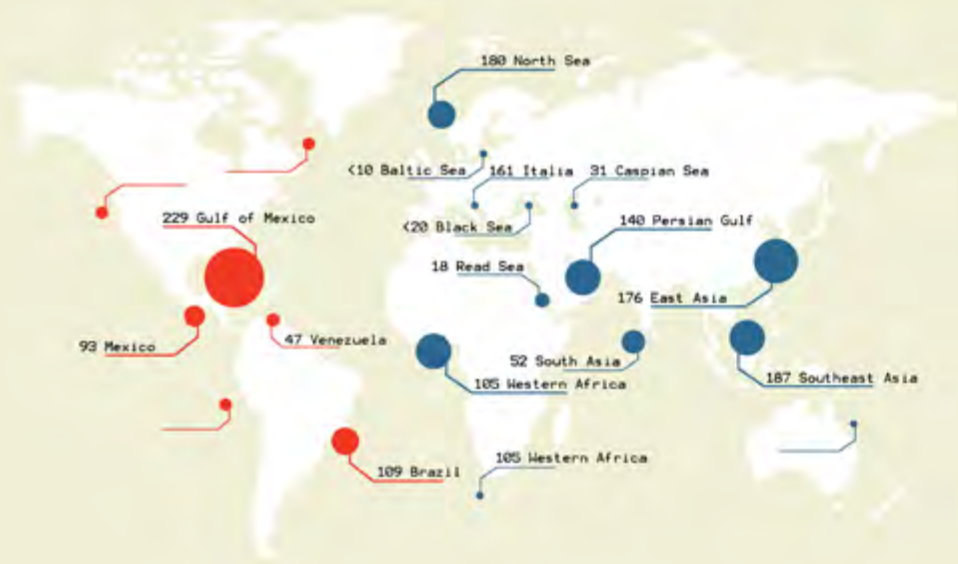 180 North Sea
<10 Baltic Sea
161 Italia
31 Caspian Sea
229 Gulf of Mexico
<20 Black Sea
140 Persian Gulf
18 Read Sea
176 East Asia
93 Mexico
47 Venezuela
52 South Asia
105 Western Africa
187 Southeast Asia
109 Brazil
105 Western Africa